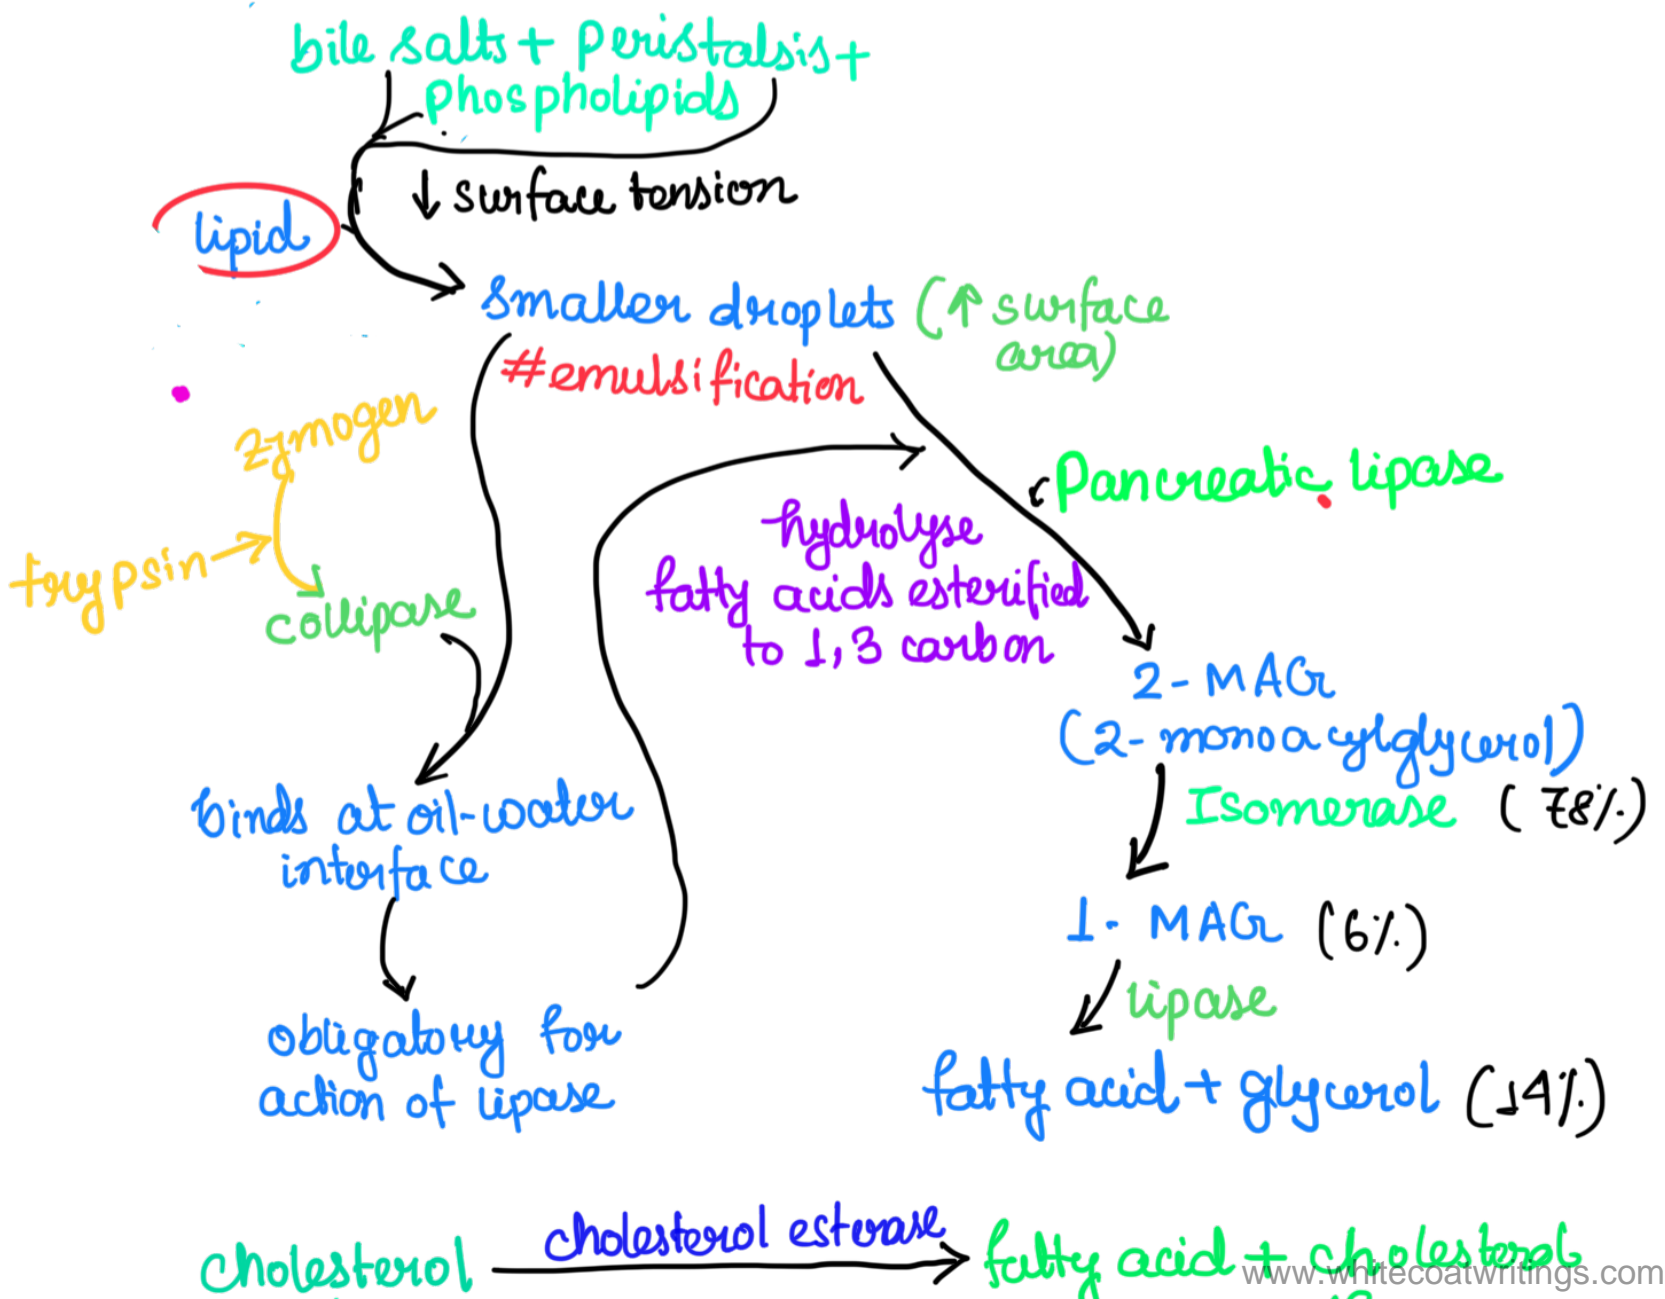 bile salts + peristalsis +
phospholipids
↓ surface tension
lipid
smaller droplets (↑ surface
area)
#emulsification
zymogen
Pancreatic lipase
hydrolyse
fatty acids esterified
to 1,3 carbon
trypsin
collipase
2-MAG
(2-monoacylglycerol)
binds at oil-water
interface
Isomerase (78%)
1-MAG (6%)
lipase
obligatory for
action of lipase
fatty acid + glycerol (14%)
cholesterol esterase
cholesterol
fatty acid + cholesterol
www.whitecoatwritings.com